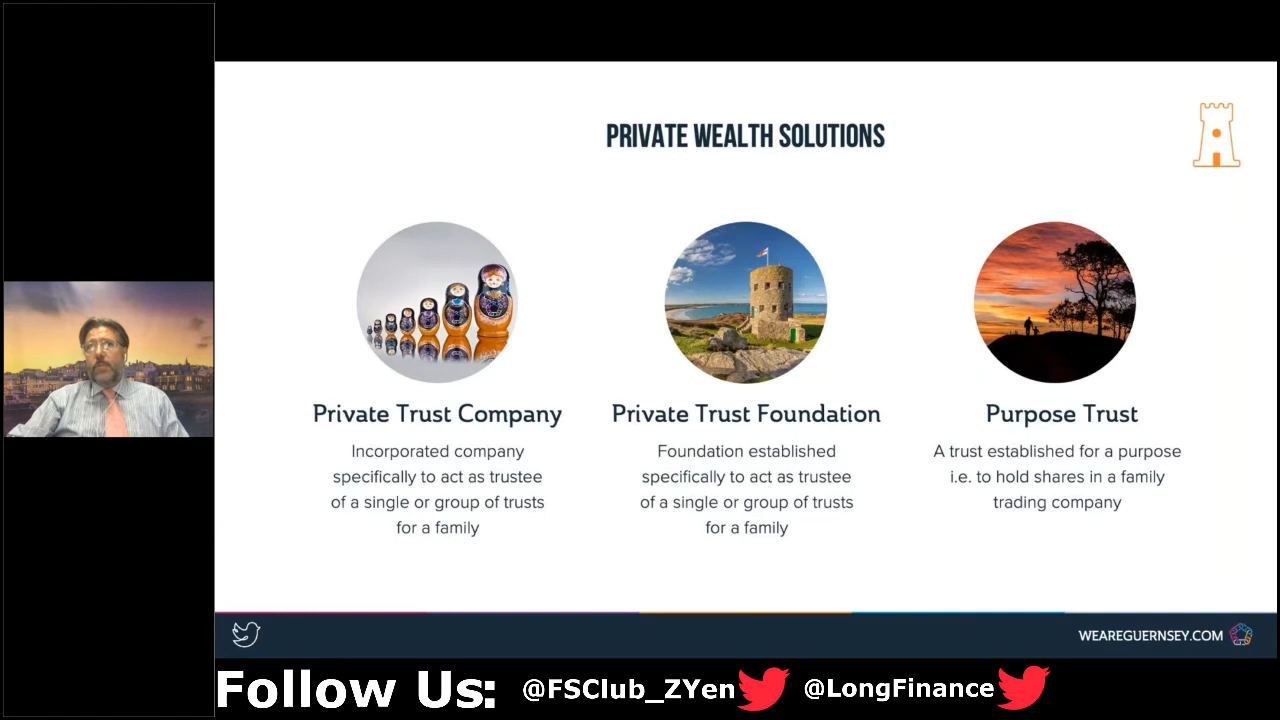 PRIVATE WEALTH SOLUTIONS
Private Trust Company
Incorporated company
specifically to act as trustee
of a single or group of trusts
for a family
Private Trust Foundation
Foundation established
specifically to act as trustee
of a single or group of trusts
for a family
Purpose Trust
A trust established for a purpose
i.e. to hold shares in a family
trading company
WEAREGUERNSEY.COM
Follow Us: @FSClub_ZYen @LongFinance